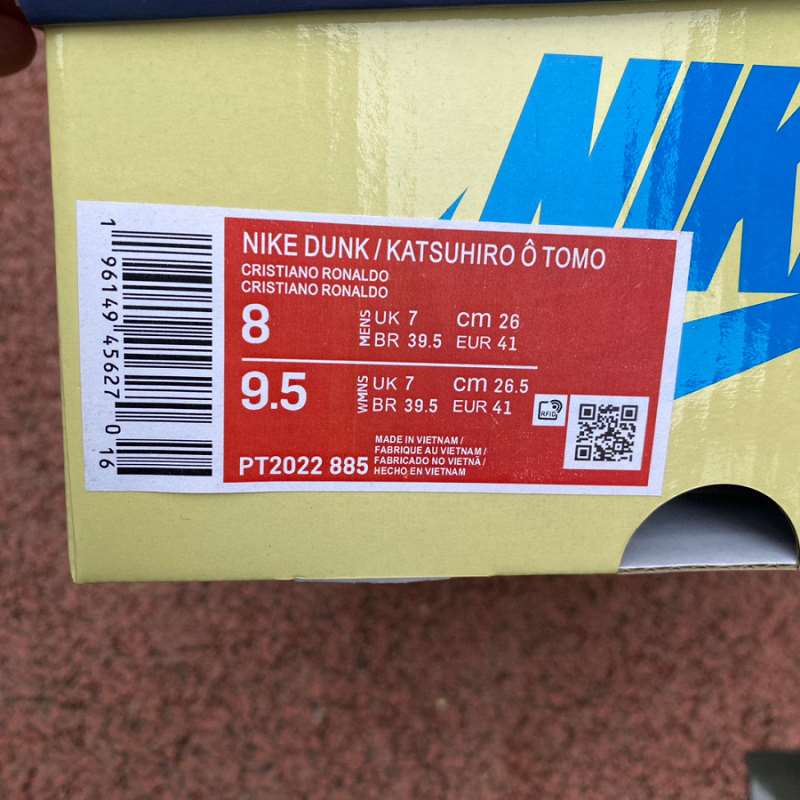 NIKE
1 96149 45627 0 16
NIKE DUNK / KATSUHIRO Ô TOMO
CRISTIANO RONALDO
CRISTIANO RONALDO
8 MENS UK 7 cm 26
BR 39.5 EUR 41
9.5 WMNS UK 7 cm 26.5
BR 39.5 EUR 41
RFID
PT2022 885
MADE IN VIETNAM /
FABRIQUE AU VIETNAM /
FABRICADO NO VIETNÃ /
HECHO EN VIETNAM